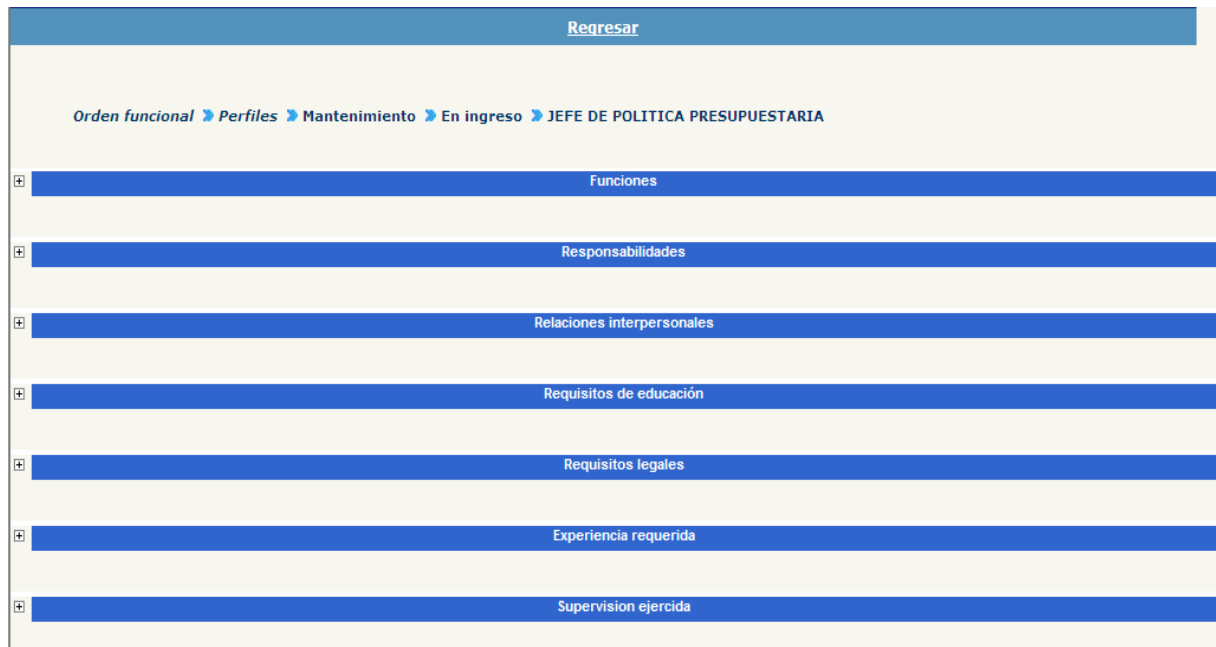 Regresar
Orden funcional Perfiles Mantenimiento En ingreso JEFE DE POLITICA PRESUPUESTARIA
Funciones
Responsabilidades
Relaciones interpersonales
Requisitos de educación
Requisitos legales
Experiencia requerida
Supervision ejercida